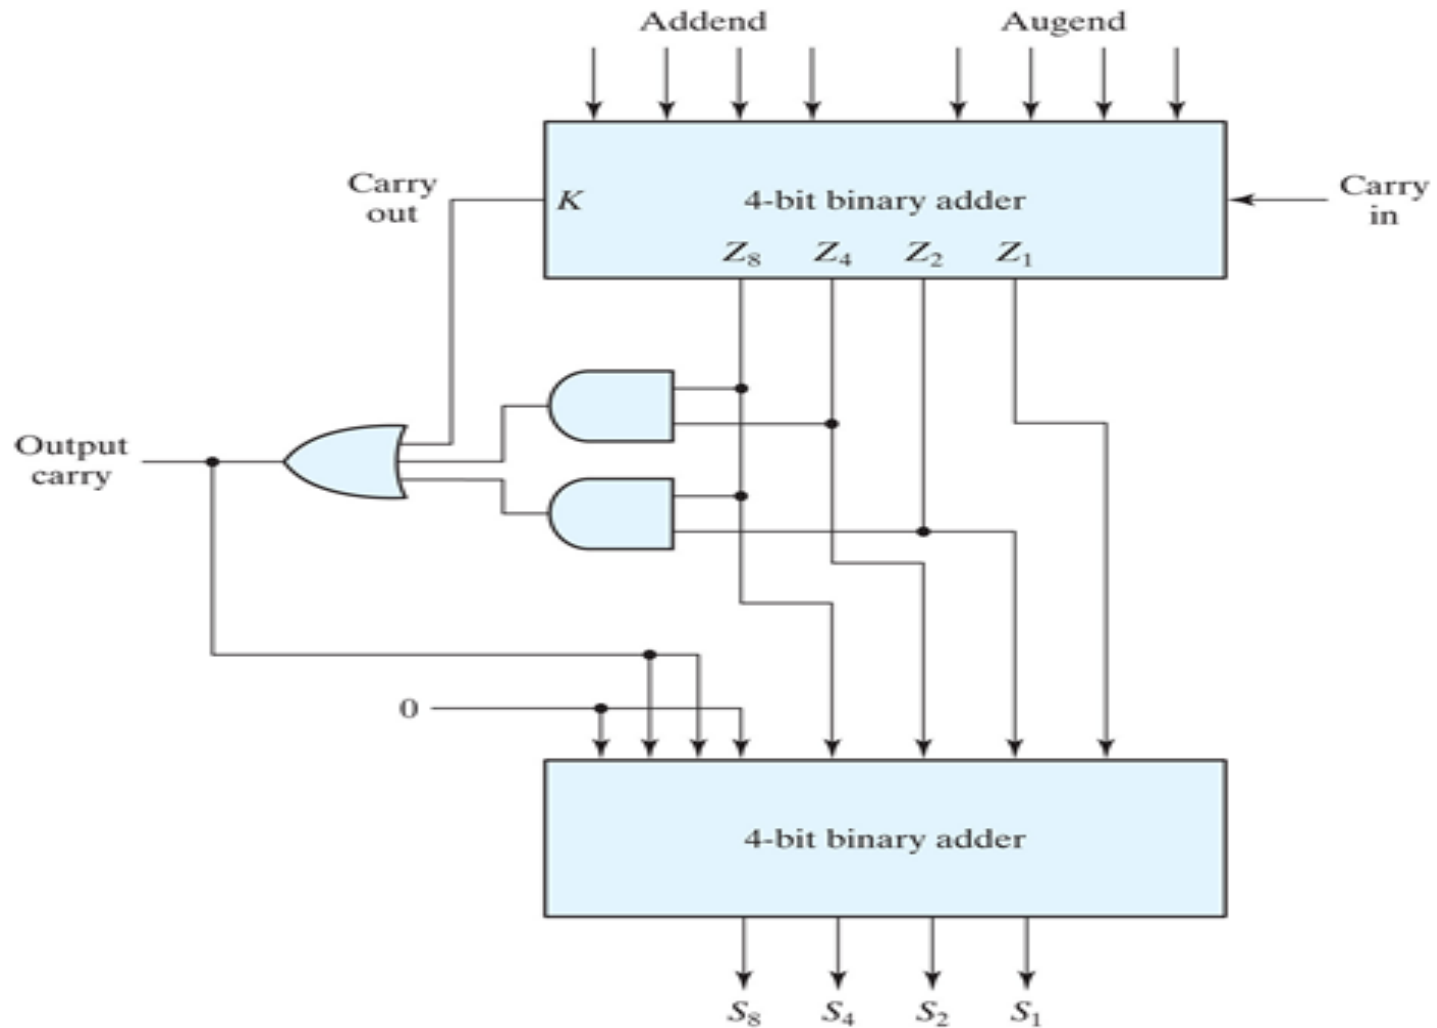 Addend Augend
Carry
out
K 4-bit binary adder
Carry
in
Z8 Z4 Z2 Z1
Output
carry
0
4-bit binary adder
S8 S4 S2 S1